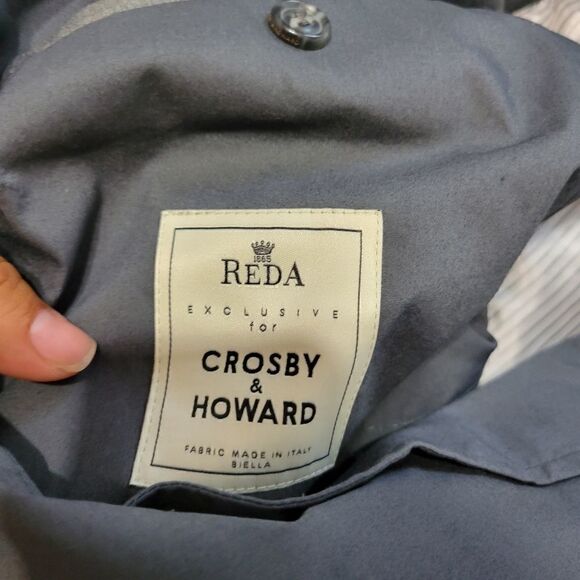 1865
REDA
EXCLUSIVE
for
CROSBY
&
HOWARD
FABRIC MADE IN ITALY
BIELLA